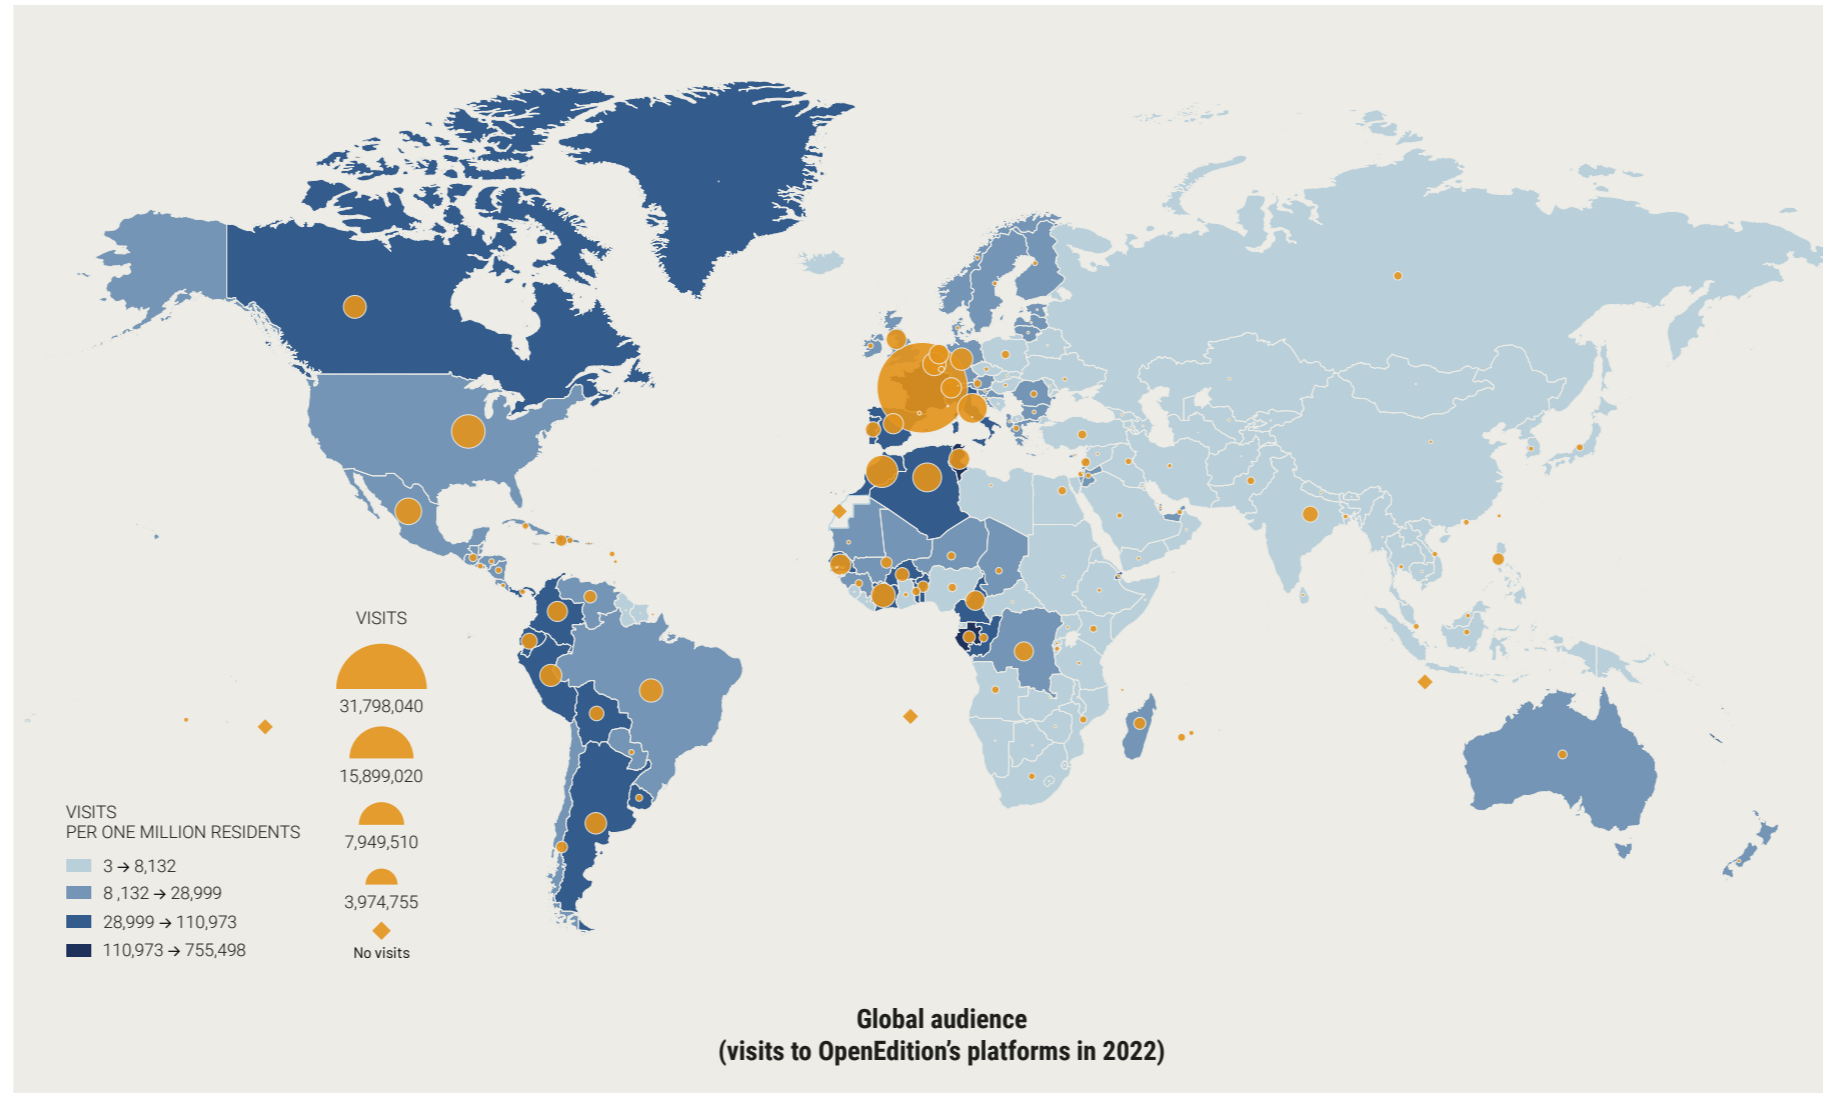 VISITS
31,798,040
15,899,020
7,949,510
3,974,755
No visits
VISITS
PER ONE MILLION RESIDENTS
3 → 8,132
8 ,132 → 28,999
28,999 → 110,973
110,973 → 755,498
Global audience
(visits to OpenEdition’s platforms in 2022)